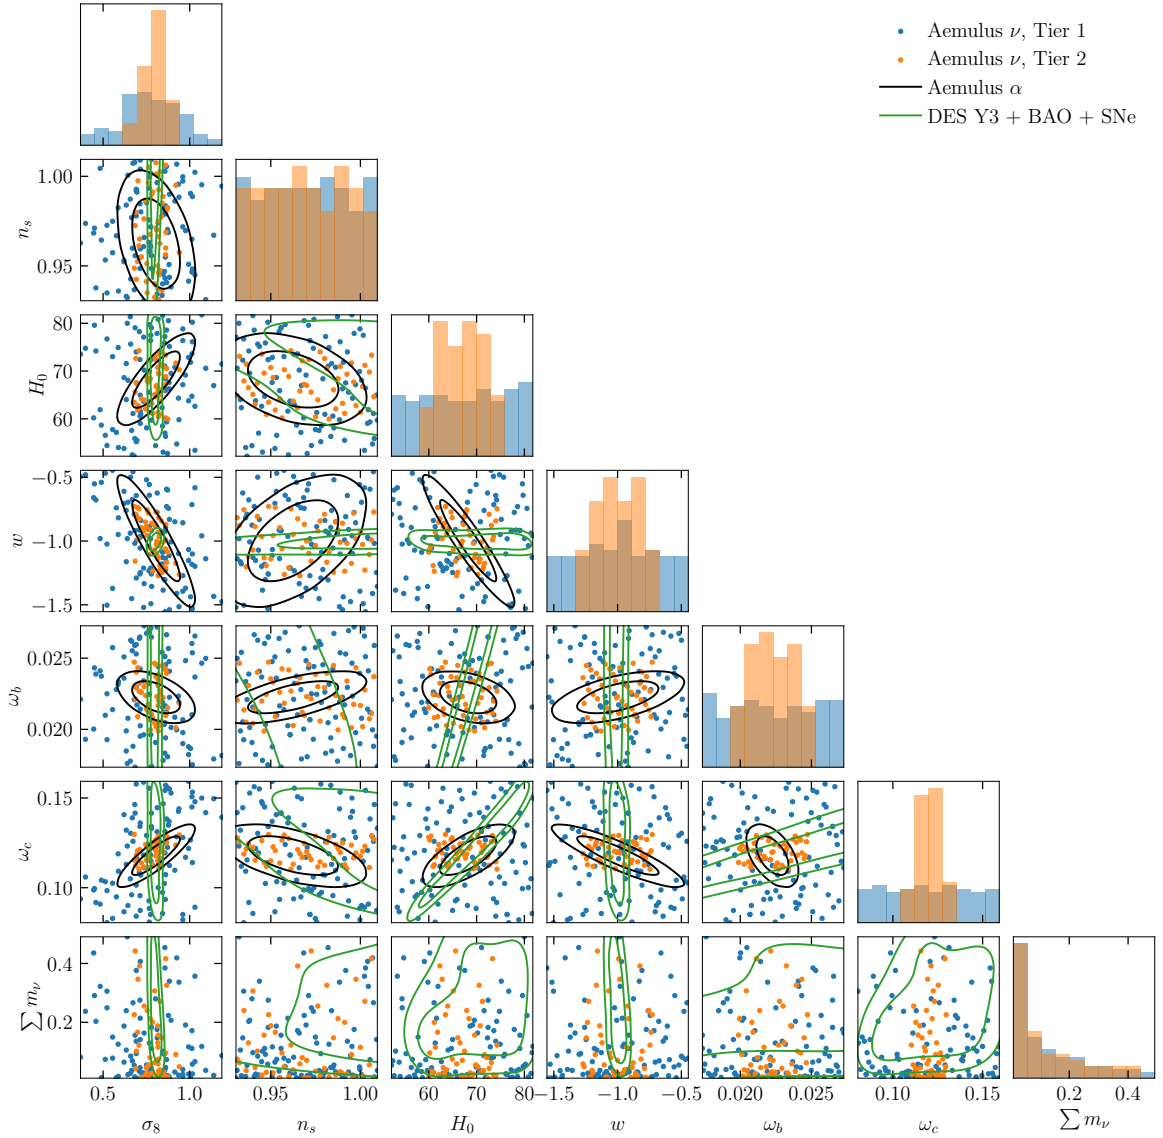 Aemulus ν, Tier 1
Aemulus ν, Tier 2
Aemulus α
DES Y3 + BAO + SNe
1.00
0.95
n_s
80
70
60
H_0
−0.5
−1.0
−1.5
w
0.025
0.020
ω_b
0.15
0.10
ω_c
0.4
0.2
∑ m_ν
0.5 1.0 0.95 1.00 60 70 80 −1.5 −1.0 −0.5 0.020 0.025 0.10 0.15 0.2 0.4
σ_8 n_s H_0 w ω_b ω_c ∑ m_ν